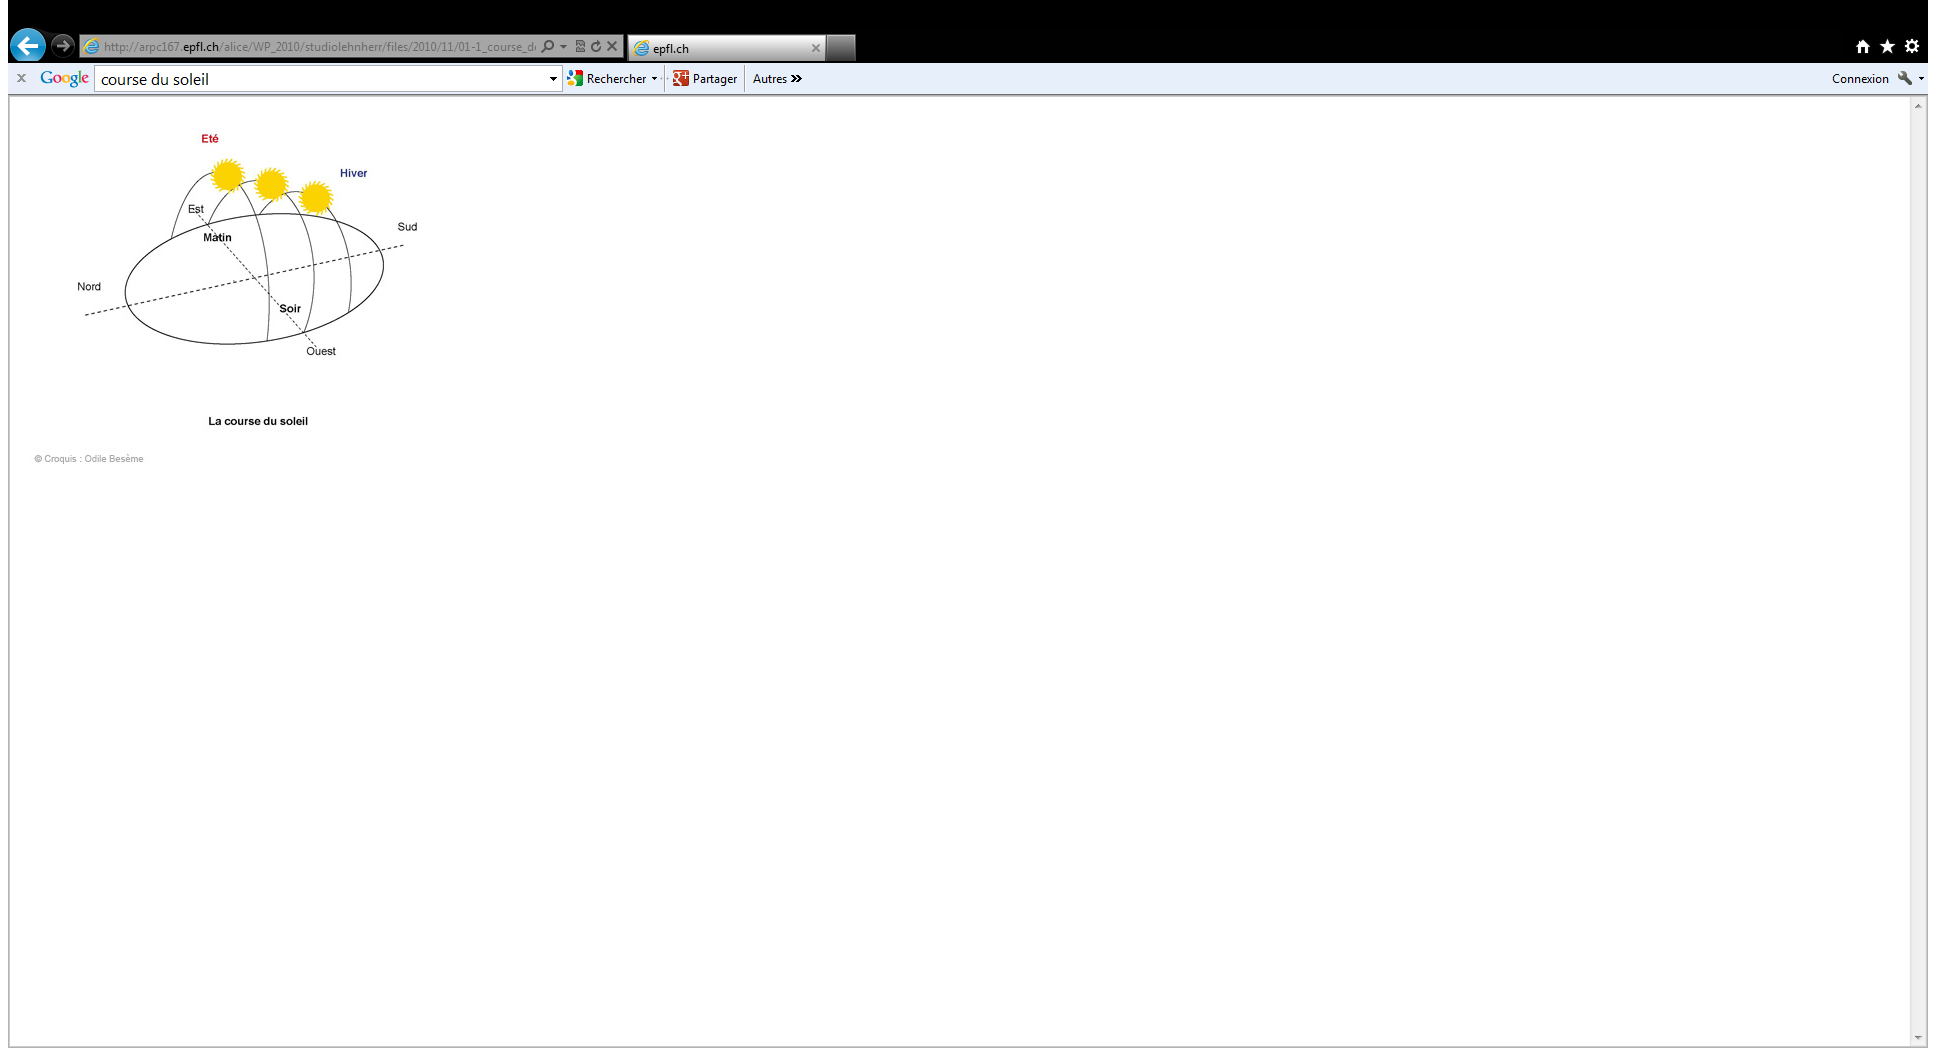 http://arpc167.epfl.ch/alice/WP_2010/studiolehnherr/files/2010/11/01-1_course_d
epfl.ch
Google course du soleil Rechercher Partager Autres Connexion
Eté
Hiver
Est
Sud
Matin
Nord
Soir
Ouest
La course du soleil
© Croquis : Odile Besème